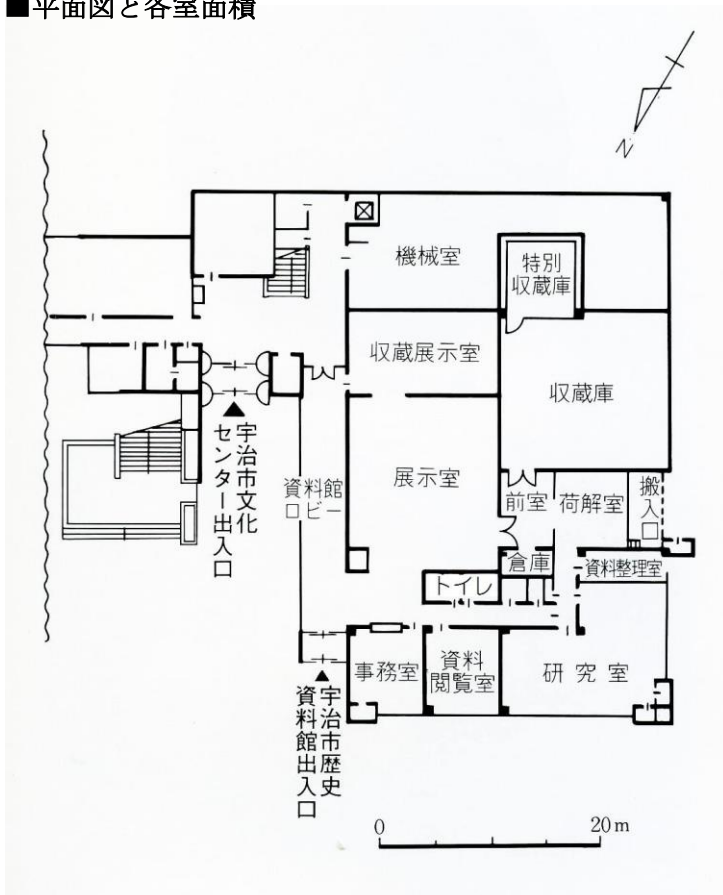 ■平面図と各室面積
N
機械室
特別
収蔵庫
収蔵展示室
収蔵庫
展示室
資料館
ロビー
前室
荷解室
搬入口
倉庫
資料整理室
トイレ
事務室
資料
閲覧室
研究室
▲
宇治市文化
センター出入口
▲
宇治市歴史
資料館出入口
0
20m